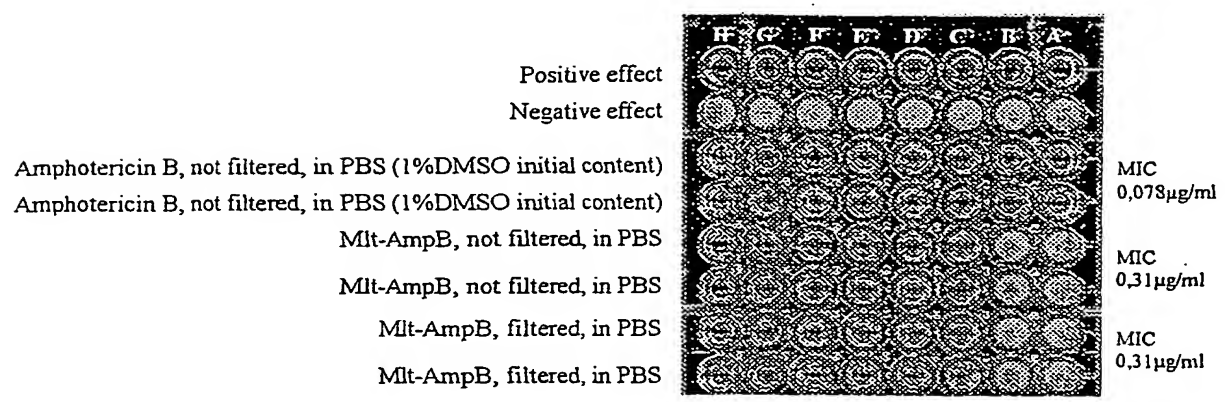 H G F E D C B A
Positive effect
Negative effect
Amphotericin B, not filtered, in PBS (1%DMSO initial content)
Amphotericin B, not filtered, in PBS (1%DMSO initial content)
MIC
0,078µg/ml
Mlt-AmpB, not filtered, in PBS
Mlt-AmpB, not filtered, in PBS
MIC
0,31µg/ml
Mlt-AmpB, filtered, in PBS
Mlt-AmpB, filtered, in PBS
MIC
0,31µg/ml